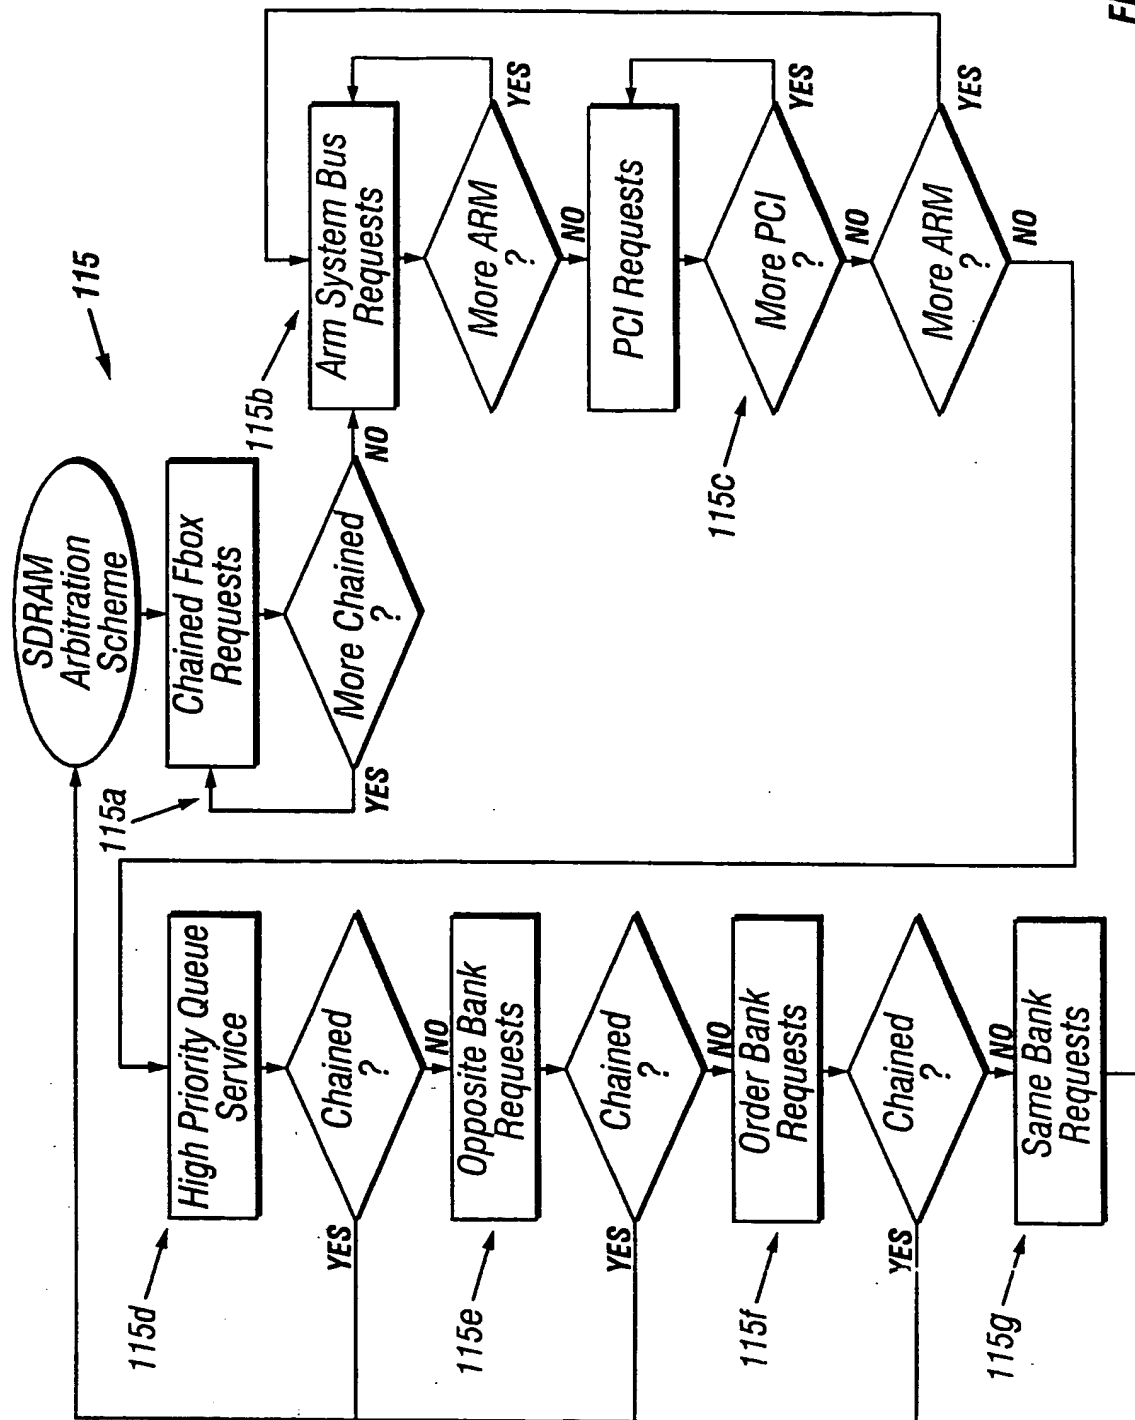 115
SDRAM
Arbitration
Scheme
115a
Chained Fbox
Requests
More Chained
?
YES
NO
115b
Arm System Bus
Requests
More ARM
?
YES
NO
PCI Requests
115c
More PCI
?
YES
NO
More ARM
?
YES
NO
115d
High Priority Queue
Service
Chained
?
YES
NO
115e
Opposite Bank
Requests
Chained
?
YES
NO
115f
Order Bank
Requests
Chained
?
YES
NO
115g
Same Bank
Requests